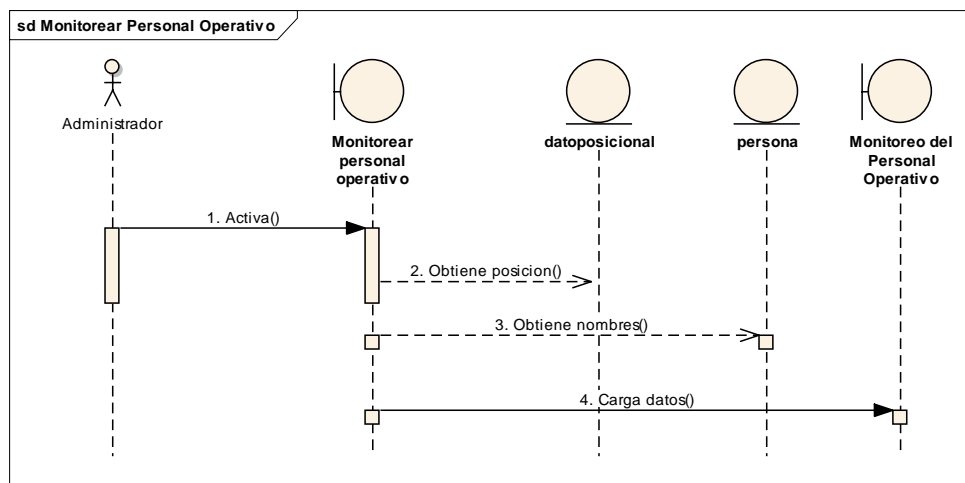 sd Monitorear Personal Operativo
Administrador
Monitorear
personal
operativo
datoposicional
persona
Monitoreo del
Personal
Operativo
1. Activa()
2. Obtiene posicion()
3. Obtiene nombres()
4. Carga datos()